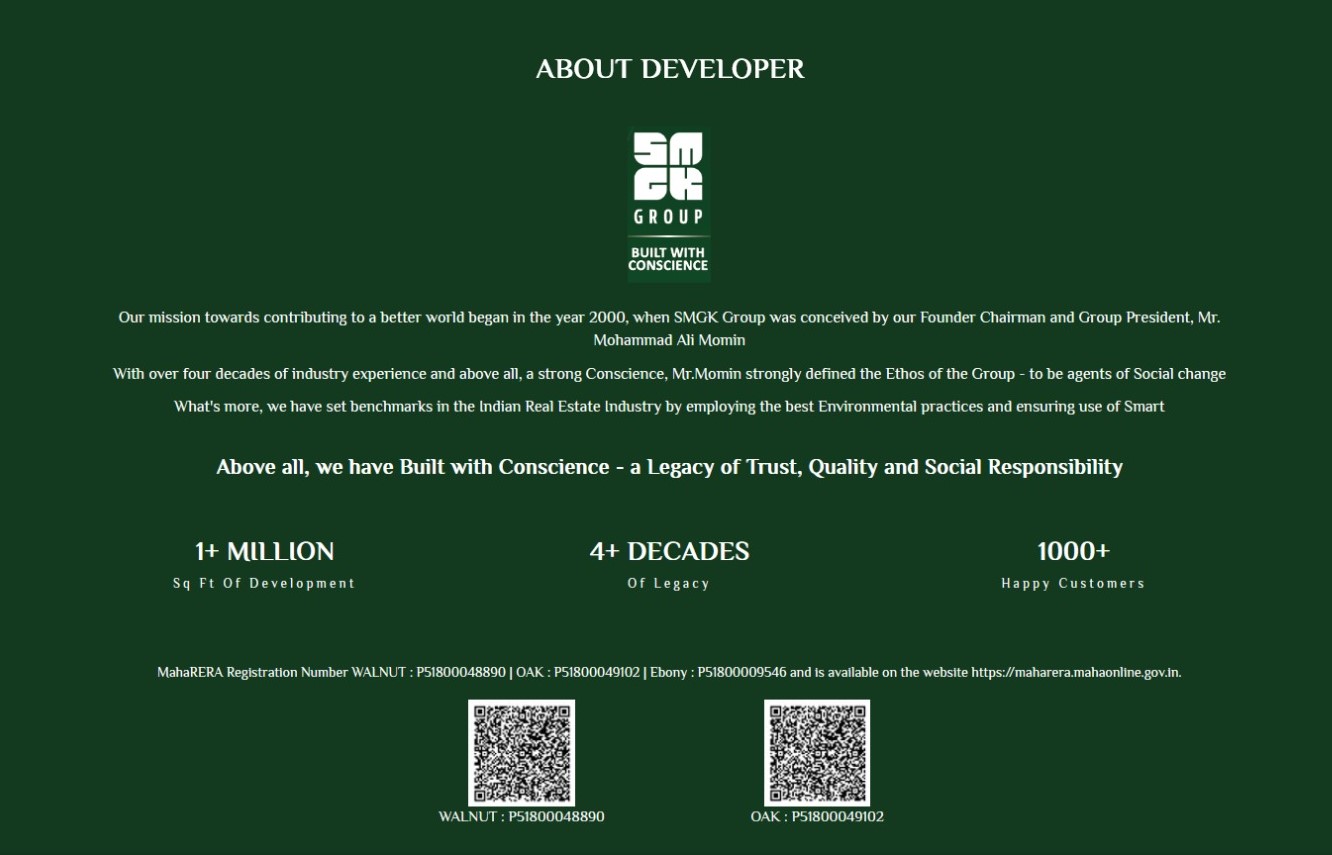 ABOUT DEVELOPER
SM
GK
GROUP
BUILT WITH
CONSCIENCE
Our mission towards contributing to a better world began in the year 2000, when SMGK Group was conceived by our Founder Chairman and Group President, Mr.
Mohammad Ali Momin
With over four decades of industry experience and above all, a strong Conscience, Mr.Momin strongly defined the Ethos of the Group - to be agents of Social change
What's more, we have set benchmarks in the Indian Real Estate Industry by employing the best Environmental practices and ensuring use of Smart
Above all, we have Built with Conscience - a Legacy of Trust, Quality and Social Responsibility
1+ MILLION
Sq Ft Of Development
4+ DECADES
Of Legacy
1000+
Happy Customers
MahaRERA Registration Number WALNUT : P51800048890 | OAK : P51800049102 | Ebony : P51800009546 and is available on the website https://maharera.mahaonline.gov.in.
WALNUT : P51800048890
OAK : P51800049102